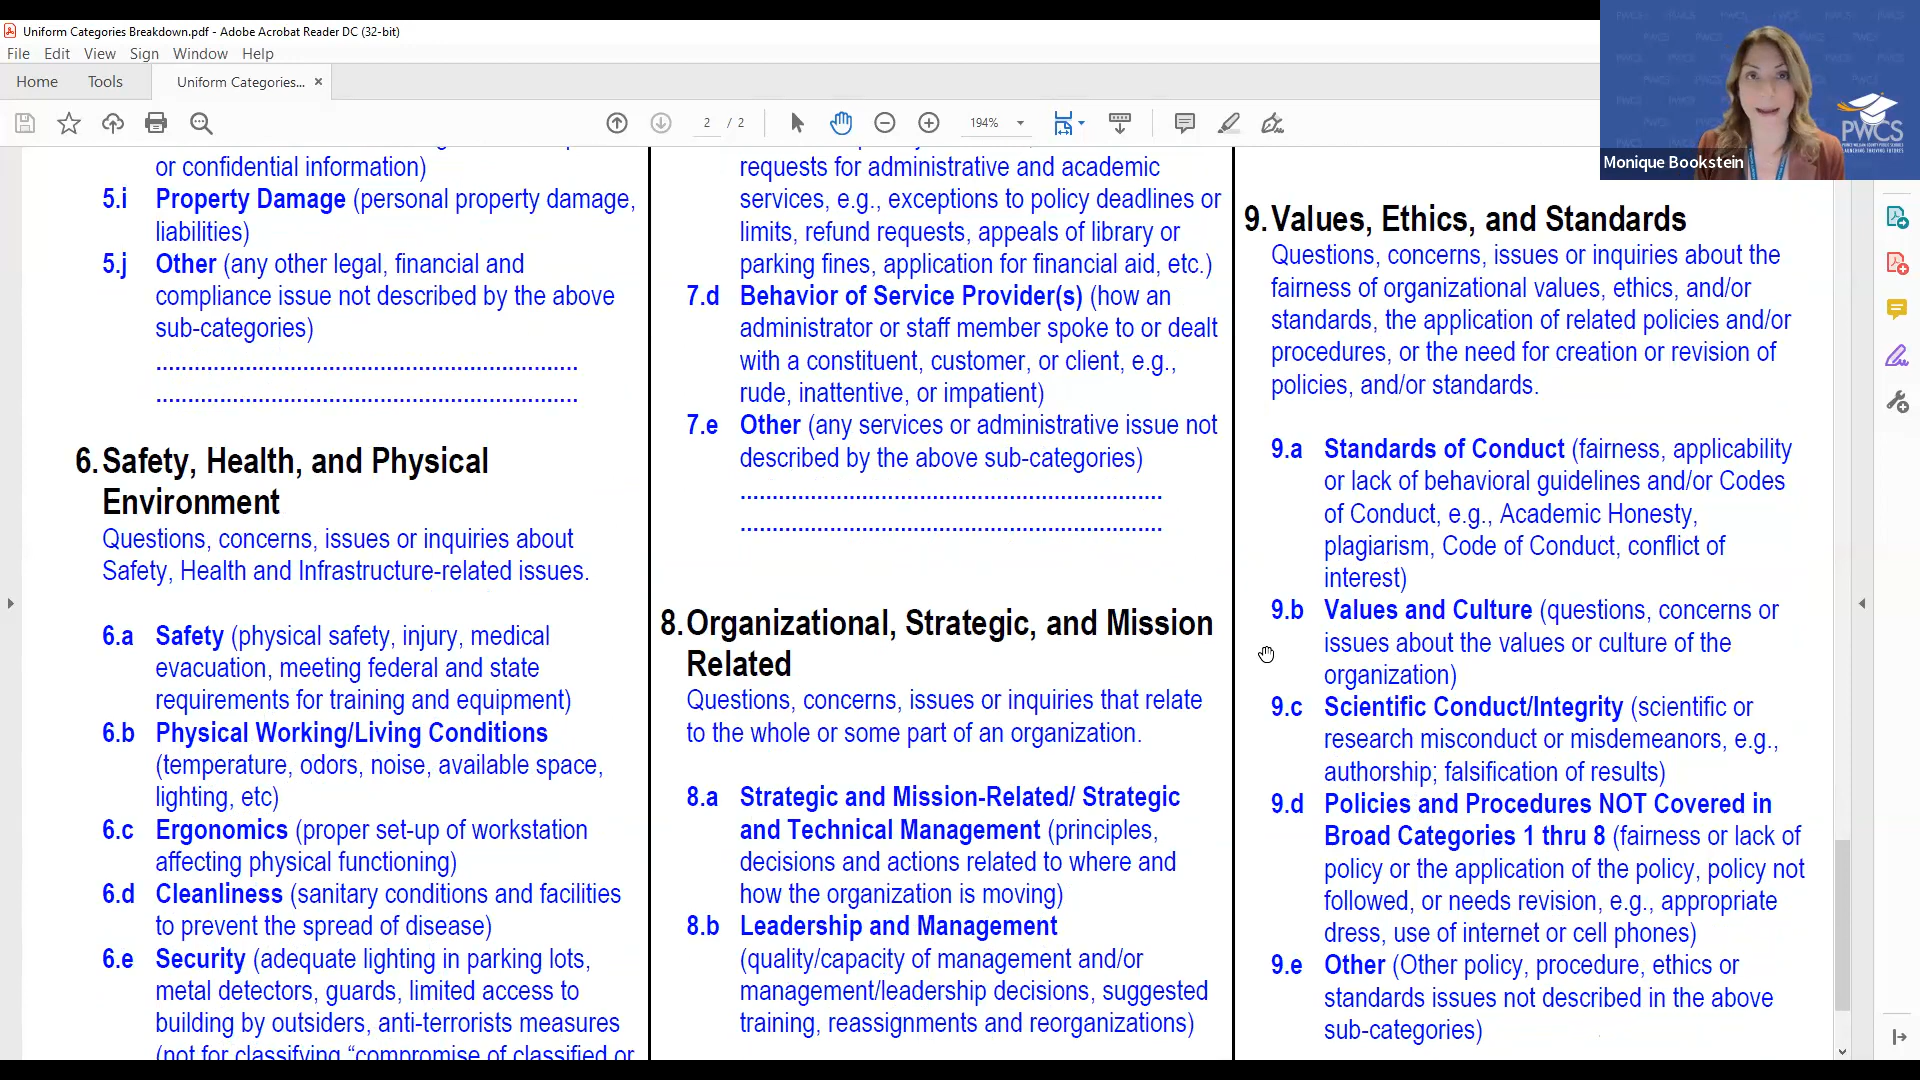 Uniform Categories Breakdown.pdf - Adobe Acrobat Reader DC (32-bit)
File Edit View Sign Window Help
Home Tools Uniform Categories... ×
2 / 2 194%
Monique Bookstein
PWCS
or confidential information)
5.i Property Damage (personal property damage,
liabilities)
5.j Other (any other legal, financial and
compliance issue not described by the above
sub-categories)
..................................................................
..................................................................
6. Safety, Health, and Physical
Environment
Questions, concerns, issues or inquiries about
Safety, Health and Infrastructure-related issues.
6.a Safety (physical safety, injury, medical
evacuation, meeting federal and state
requirements for training and equipment)
6.b Physical Working/Living Conditions
(temperature, odors, noise, available space,
lighting, etc)
6.c Ergonomics (proper set-up of workstation
affecting physical functioning)
6.d Cleanliness (sanitary conditions and facilities
to prevent the spread of disease)
6.e Security (adequate lighting in parking lots,
metal detectors, guards, limited access to
building by outsiders, anti-terrorists measures
(not for classifying “compromise of classified or
requests for administrative and academic
services, e.g., exceptions to policy deadlines or
limits, refund requests, appeals of library or
parking fines, application for financial aid, etc.)
7.d Behavior of Service Provider(s) (how an
administrator or staff member spoke to or dealt
with a constituent, customer, or client, e.g.,
rude, inattentive, or impatient)
7.e Other (any services or administrative issue not
described by the above sub-categories)
..................................................................
..................................................................
8. Organizational, Strategic, and Mission
Related
Questions, concerns, issues or inquiries that relate
to the whole or some part of an organization.
8.a Strategic and Mission-Related/ Strategic
and Technical Management (principles,
decisions and actions related to where and
how the organization is moving)
8.b Leadership and Management
(quality/capacity of management and/or
management/leadership decisions, suggested
training, reassignments and reorganizations)
9. Values, Ethics, and Standards
Questions, concerns, issues or inquiries about the
fairness of organizational values, ethics, and/or
standards, the application of related policies and/or
procedures, or the need for creation or revision of
policies, and/or standards.
9.a Standards of Conduct (fairness, applicability
or lack of behavioral guidelines and/or Codes
of Conduct, e.g., Academic Honesty,
plagiarism, Code of Conduct, conflict of
interest)
9.b Values and Culture (questions, concerns or
issues about the values or culture of the
organization)
9.c Scientific Conduct/Integrity (scientific or
research misconduct or misdemeanors, e.g.,
authorship; falsification of results)
9.d Policies and Procedures NOT Covered in
Broad Categories 1 thru 8 (fairness or lack of
policy or the application of the policy, policy not
followed, or needs revision, e.g., appropriate
dress, use of internet or cell phones)
9.e Other (Other policy, procedure, ethics or
standards issues not described in the above
sub-categories)